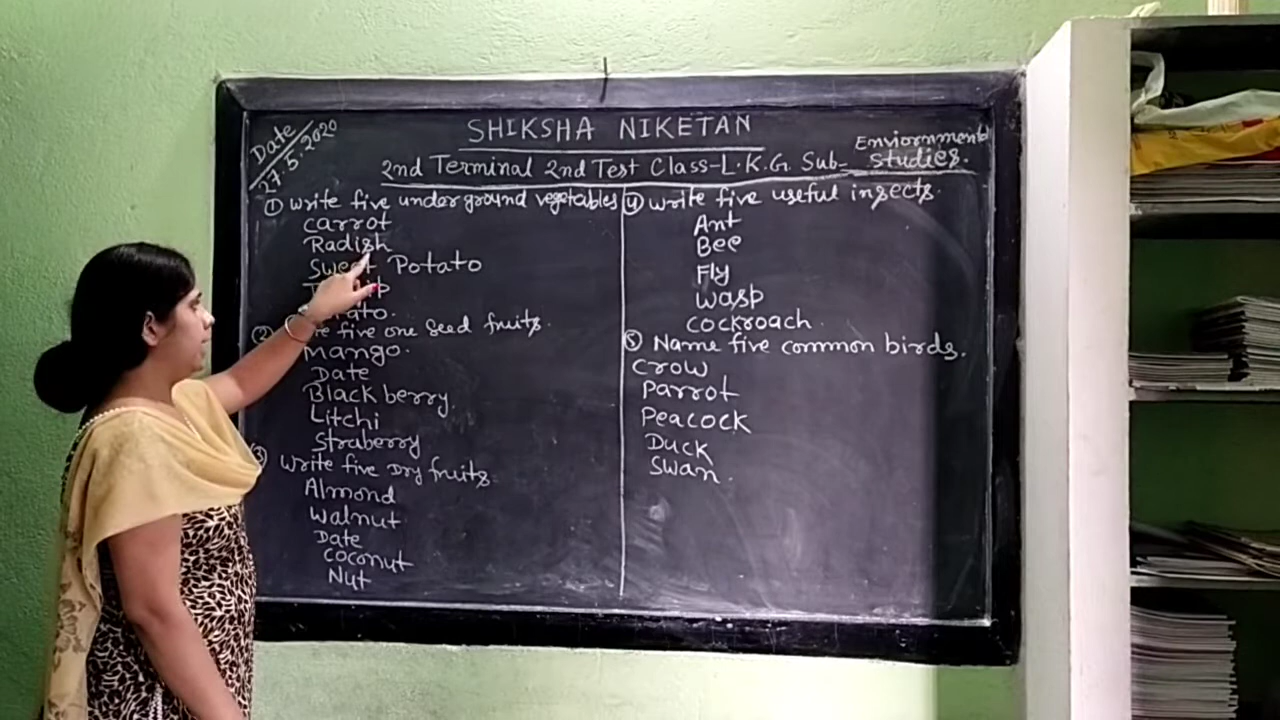 Date
27.5.2020
SHIKSHA NIKETAN
2nd Terminal 2nd Test Class-L.K.G. Sub- Enviornmental studies.
① Write five underground vegetables
Carrot
Radish
Sweet Potato
② five one seed fruits.
Mango.
Date
Black berry.
Litchi
Straberry
③ Write five Dry fruits.
Almond
Walnut
Date
Coconut
Nut
④ Write five useful insects.
Ant
Bee
Fly
Wasp
Cockroach.
⑤ Name five common birds.
Crow
Parrot
Peacock
Duck
Swan.